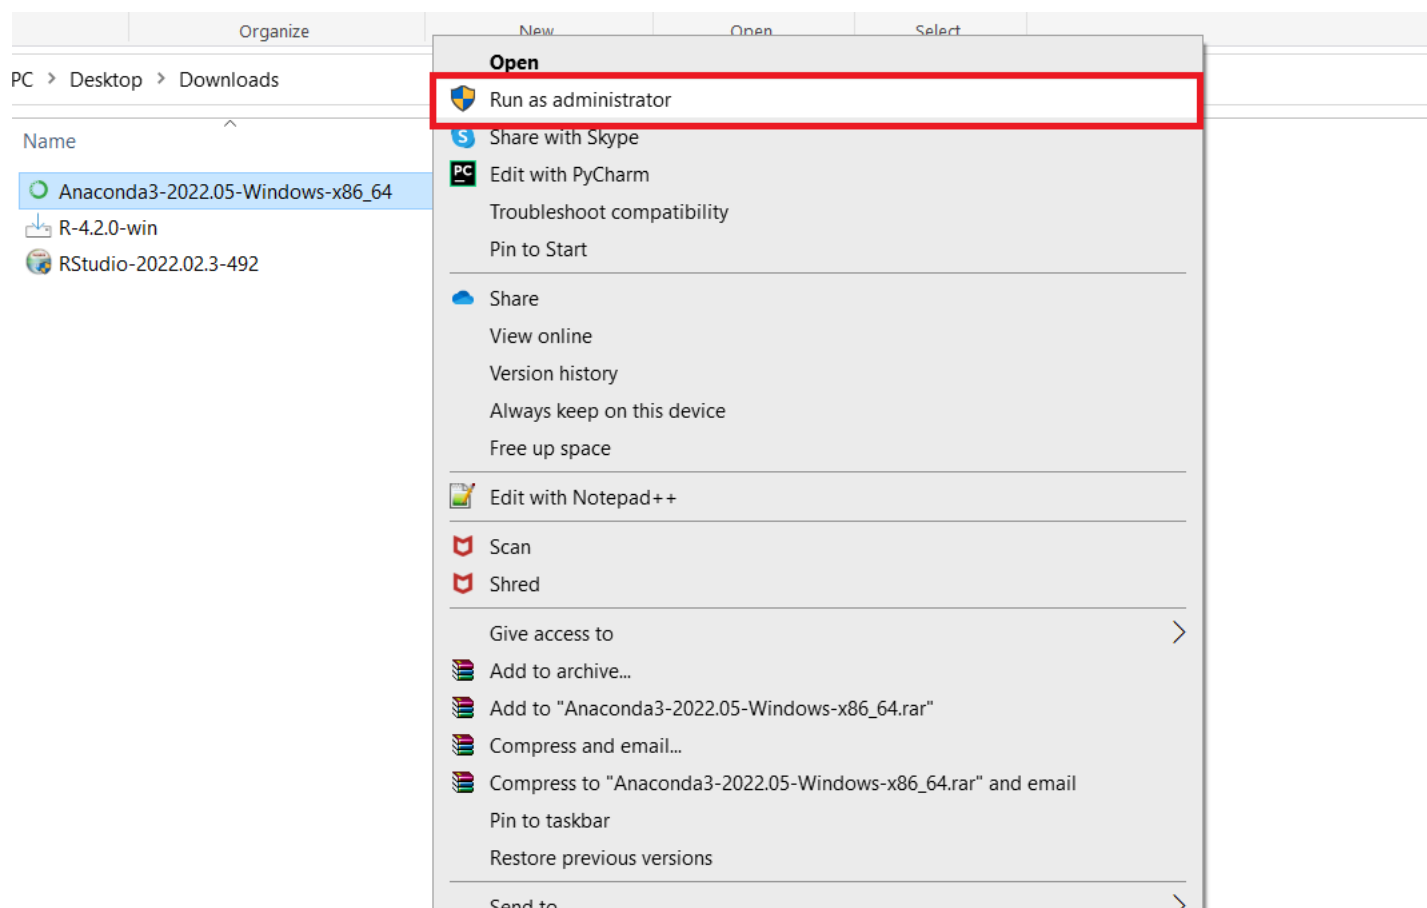 Organize New Open Select
PC > Desktop > Downloads
Name
Anaconda3-2022.05-Windows-x86_64
R-4.2.0-win
RStudio-2022.02.3-492
Open
Run as administrator
S Share with Skype
PC Edit with PyCharm
Troubleshoot compatibility
Pin to Start
Share
View online
Version history
Always keep on this device
Free up space
Edit with Notepad++
Scan
Shred
Give access to
Add to archive...
Add to "Anaconda3-2022.05-Windows-x86_64.rar"
Compress and email...
Compress to "Anaconda3-2022.05-Windows-x86_64.rar" and email
Pin to taskbar
Restore previous versions
Send to